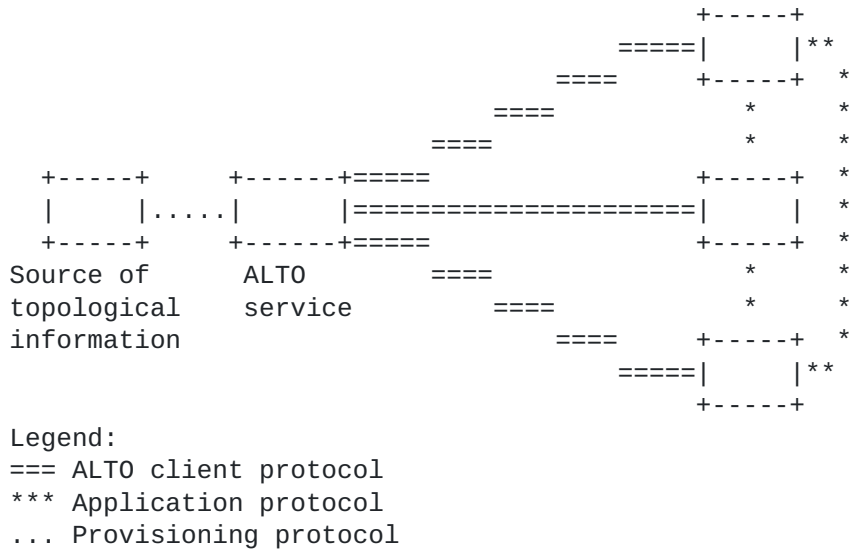 Source of ALTO
topological service
information
Legend:
=== ALTO client protocol
*** Application protocol
... Provisioning protocol